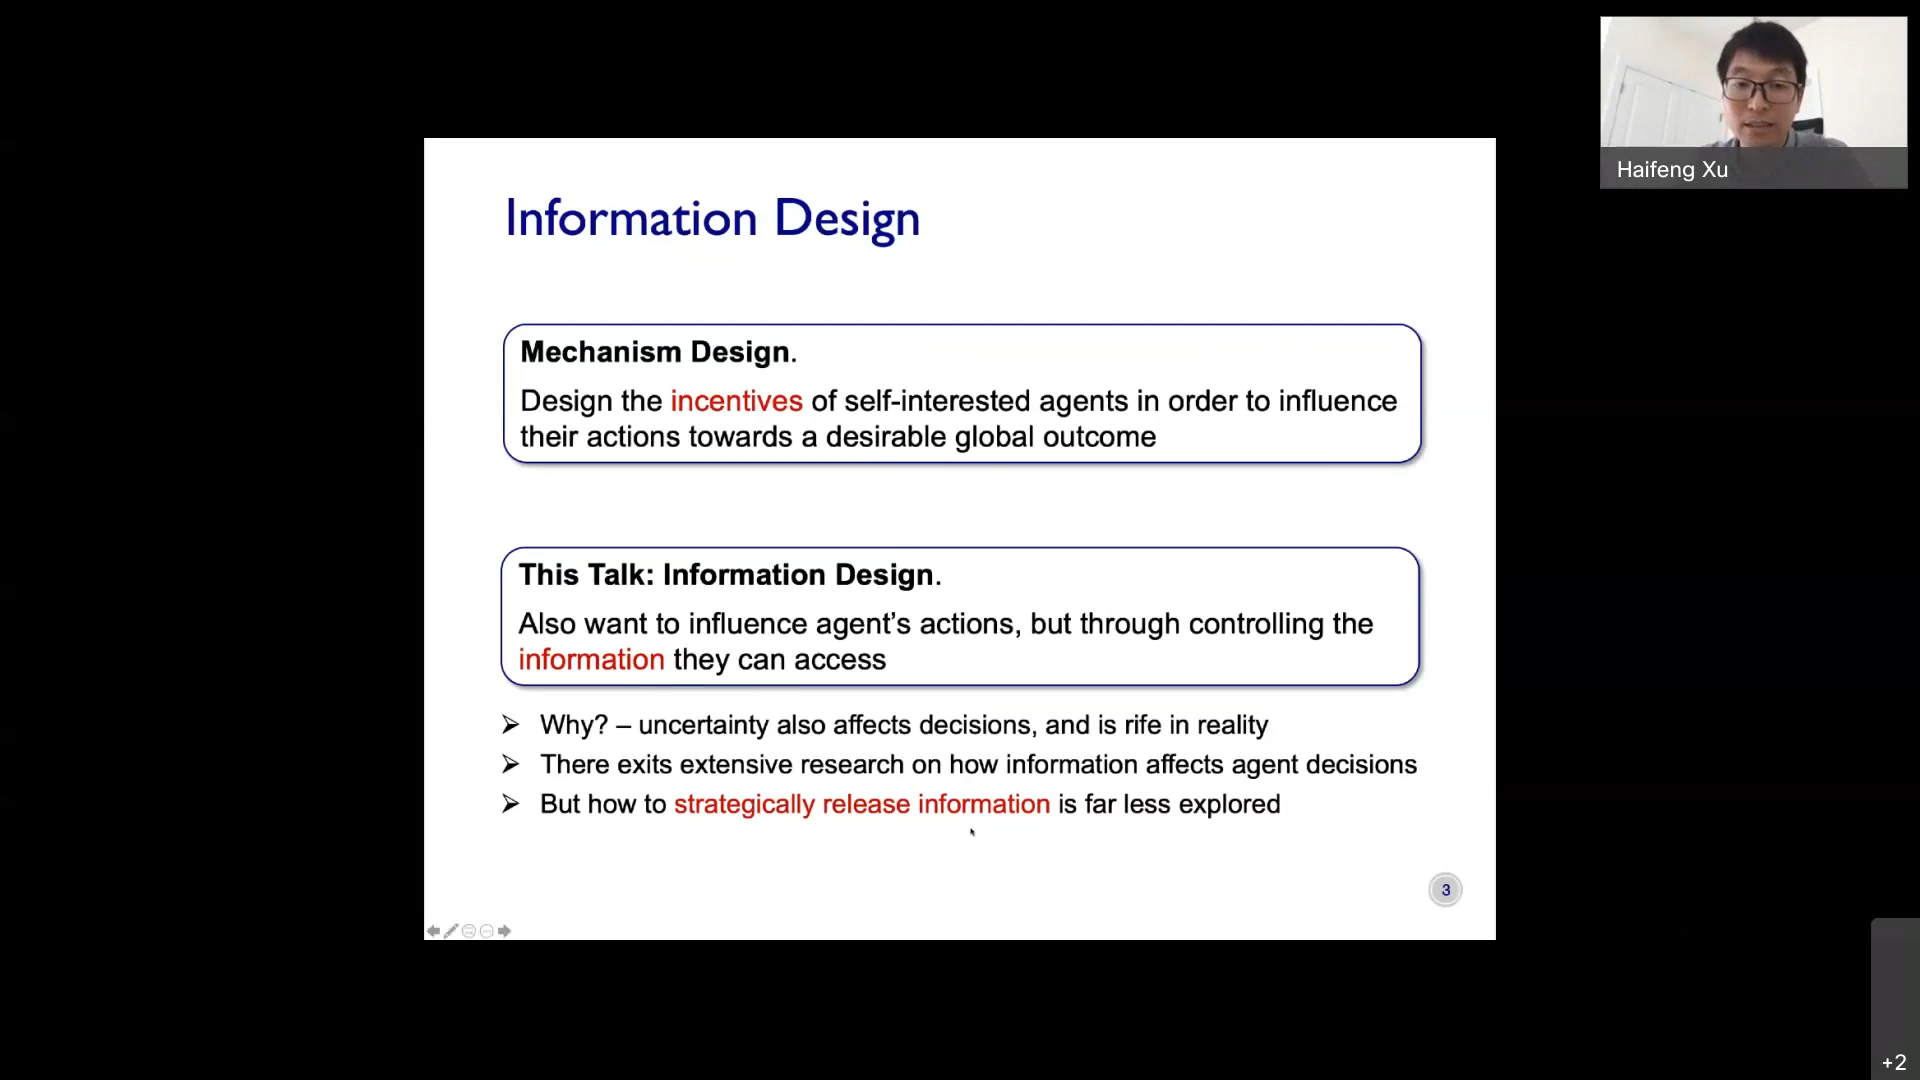 Haifeng Xu
Information Design
Mechanism Design.
Design the incentives of self-interested agents in order to influence
their actions towards a desirable global outcome
This Talk: Information Design.
Also want to influence agent's actions, but through controlling the
information they can access
➤ Why? – uncertainty also affects decisions, and is rife in reality
➤ There exits extensive research on how information affects agent decisions
➤ But how to strategically release information is far less explored
3
+2